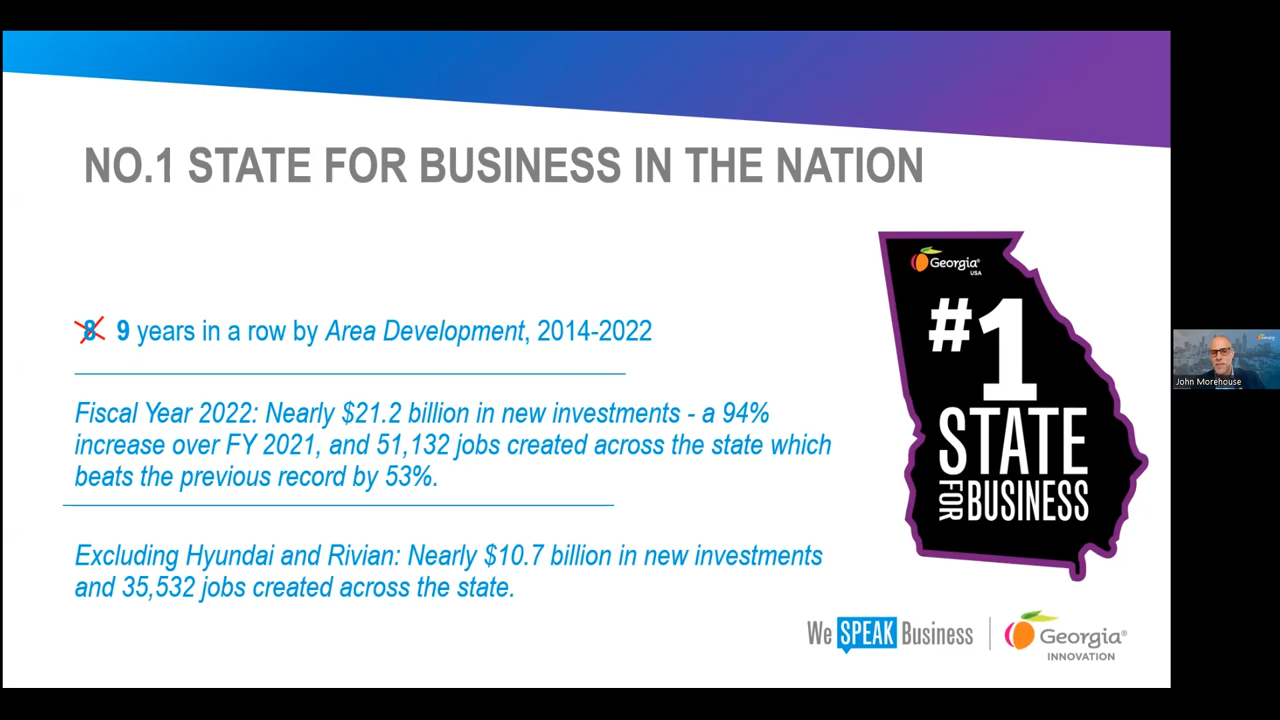 NO.1 STATE FOR BUSINESS IN THE NATION
8 9 years in a row by Area Development, 2014-2022
Fiscal Year 2022: Nearly $21.2 billion in new investments - a 94%
increase over FY 2021, and 51,132 jobs created across the state which
beats the previous record by 53%.
Excluding Hyundai and Rivian: Nearly $10.7 billion in new investments
and 35,532 jobs created across the state.
Georgia®
USA
#1
STATE
FOR BUSINESS
John Morehouse
We SPEAK Business
Georgia®
INNOVATION